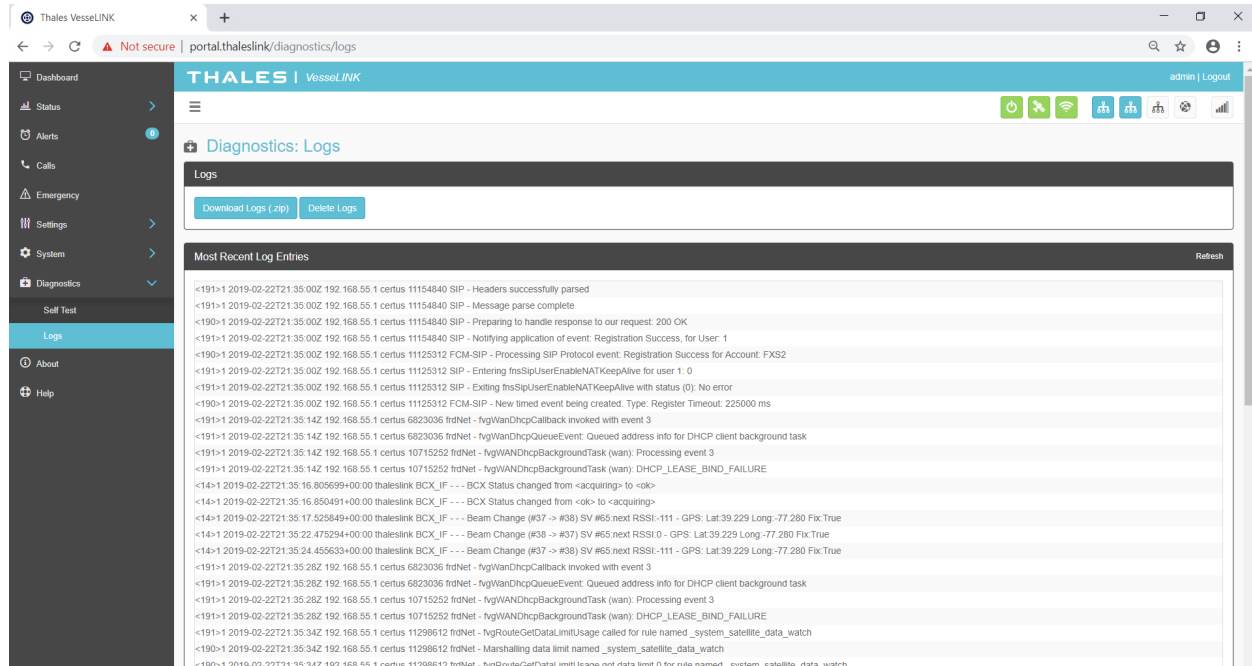 Thales VesseLINK
Not secure | portal.thaleslink/diagnostics/logs
Dashboard
THALES | VesseLINK
admin | Logout
Status
Alerts
0
Calls
Emergency
Settings
System
Diagnostics
Self Test
Logs
About
Help
Diagnostics: Logs
Logs
Download Logs (.zip)
Delete Logs
Most Recent Log Entries
Refresh
<191>1 2019-02-22T21:35:00Z 192.168.55.1 certus 11154840 SIP - Headers successfully parsed
<191>1 2019-02-22T21:35:00Z 192.168.55.1 certus 11154840 SIP - Message parse complete
<190>1 2019-02-22T21:35:00Z 192.168.55.1 certus 11154840 SIP - Preparing to handle response to our request: 200 OK
<191>1 2019-02-22T21:35:00Z 192.168.55.1 certus 11154840 SIP - Notifying application of event: Registration Success, for User: 1
<190>1 2019-02-22T21:35:00Z 192.168.55.1 certus 11125312 FCM-SIP - Processing SIP Protocol event: Registration Success for Account: FXS2
<191>1 2019-02-22T21:35:00Z 192.168.55.1 certus 11125312 SIP - Entering fnsSipUserEnableNATKeepAlive for user 1: 0
<191>1 2019-02-22T21:35:00Z 192.168.55.1 certus 11125312 SIP - Exiting fnsSipUserEnableNATKeepAlive with status (0): No error
<190>1 2019-02-22T21:35:00Z 192.168.55.1 certus 11125312 FCM-SIP - New timed event being created. Type: Register Timeout: 225000 ms
<191>1 2019-02-22T21:35:14Z 192.168.55.1 certus 6823036 frdNet - fvgWanDhcpCallback invoked with event 3
<191>1 2019-02-22T21:35:14Z 192.168.55.1 certus 6823036 frdNet - fvgWanDhcpQueueEvent: Queued address info for DHCP client background task
<191>1 2019-02-22T21:35:14Z 192.168.55.1 certus 10715252 frdNet - fvgWANDhcpBackgroundTask (wan): Processing event 3
<191>1 2019-02-22T21:35:14Z 192.168.55.1 certus 10715252 frdNet - fvgWANDhcpBackgroundTask (wan): DHCP_LEASE_BIND_FAILURE
<14>1 2019-02-22T21:35:16.805699+00:00 thaleslink BCX_IF - - - BCX Status changed from <acquiring> to <ok>
<14>1 2019-02-22T21:35:16.850491+00:00 thaleslink BCX_IF - - - BCX Status changed from <ok> to <acquiring>
<14>1 2019-02-22T21:35:17.525849+00:00 thaleslink BCX_IF - - - Beam Change (#37 -> #38) SV #65:next RSSI:-111 - GPS: Lat:39.229 Long:-77.280 Fix:True
<14>1 2019-02-22T21:35:22.475294+00:00 thaleslink BCX_IF - - - Beam Change (#38 -> #37) SV #65:next RSSI:0 - GPS: Lat:39.229 Long:-77.280 Fix:True
<14>1 2019-02-22T21:35:24.455633+00:00 thaleslink BCX_IF - - - Beam Change (#37 -> #38) SV #65:next RSSI:-111 - GPS: Lat:39.229 Long:-77.280 Fix:True
<191>1 2019-02-22T21:35:28Z 192.168.55.1 certus 6823036 frdNet - fvgWanDhcpCallback invoked with event 3
<191>1 2019-02-22T21:35:28Z 192.168.55.1 certus 6823036 frdNet - fvgWanDhcpQueueEvent: Queued address info for DHCP client background task
<191>1 2019-02-22T21:35:28Z 192.168.55.1 certus 10715252 frdNet - fvgWANDhcpBackgroundTask (wan): Processing event 3
<191>1 2019-02-22T21:35:28Z 192.168.55.1 certus 10715252 frdNet - fvgWANDhcpBackgroundTask (wan): DHCP_LEASE_BIND_FAILURE
<191>1 2019-02-22T21:35:34Z 192.168.55.1 certus 11298612 frdNet - fvgRouteGetDataLimitUsage called for rule named _system_satellite_data_watch
<190>1 2019-02-22T21:35:34Z 192.168.55.1 certus 11298612 frdNet - Marshalling data limit named _system_satellite_data_watch
<190>1 2019-02-22T21:35:34Z 192.168.55.1 certus 11298612 frdNet - fvgRouteGetDataLimitUsage got data limit 0 for rule named _system_satellite_data_watch